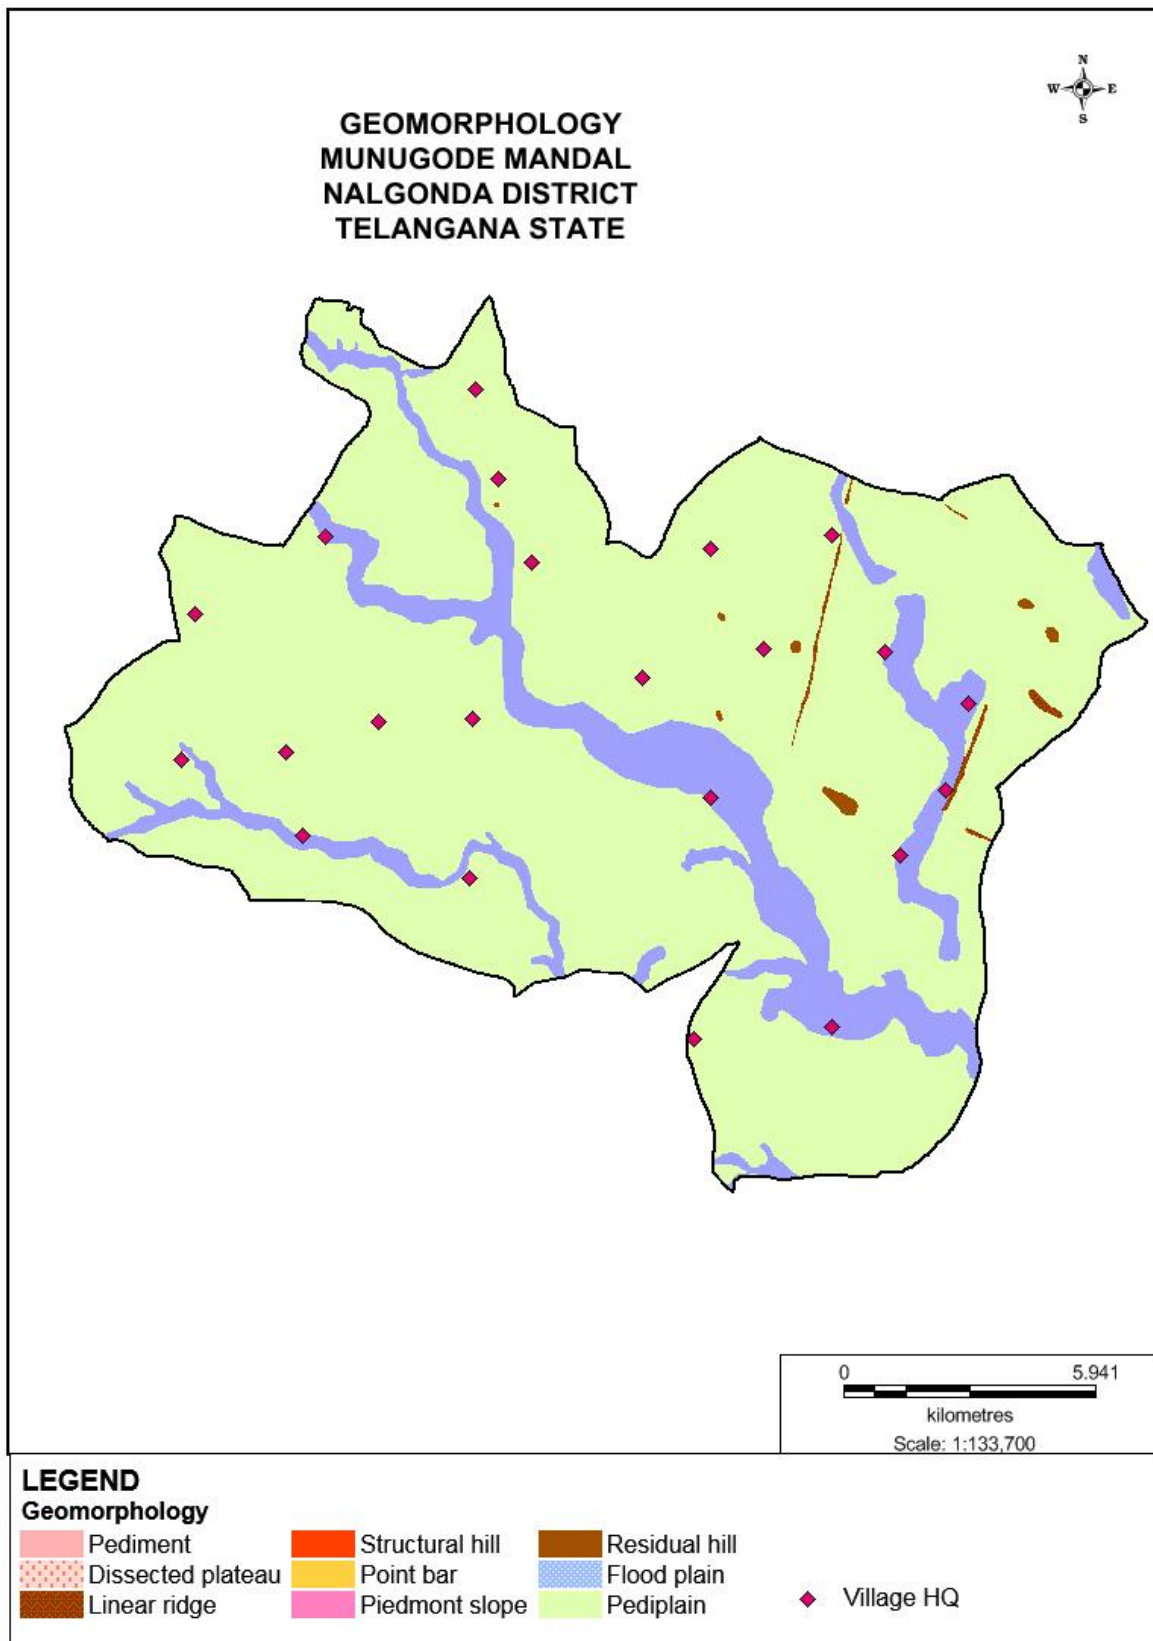 N
W E
S
GEOMORPHOLOGY
MUNUGODE MANDAL
NALGONDA DISTRICT
TELANGANA STATE
0 5.941
kilometres
Scale: 1:133,700
LEGEND
Geomorphology
Pediment Structural hill Residual hill
Dissected plateau Point bar Flood plain
Linear ridge Piedmont slope Pediplain
Village HQ